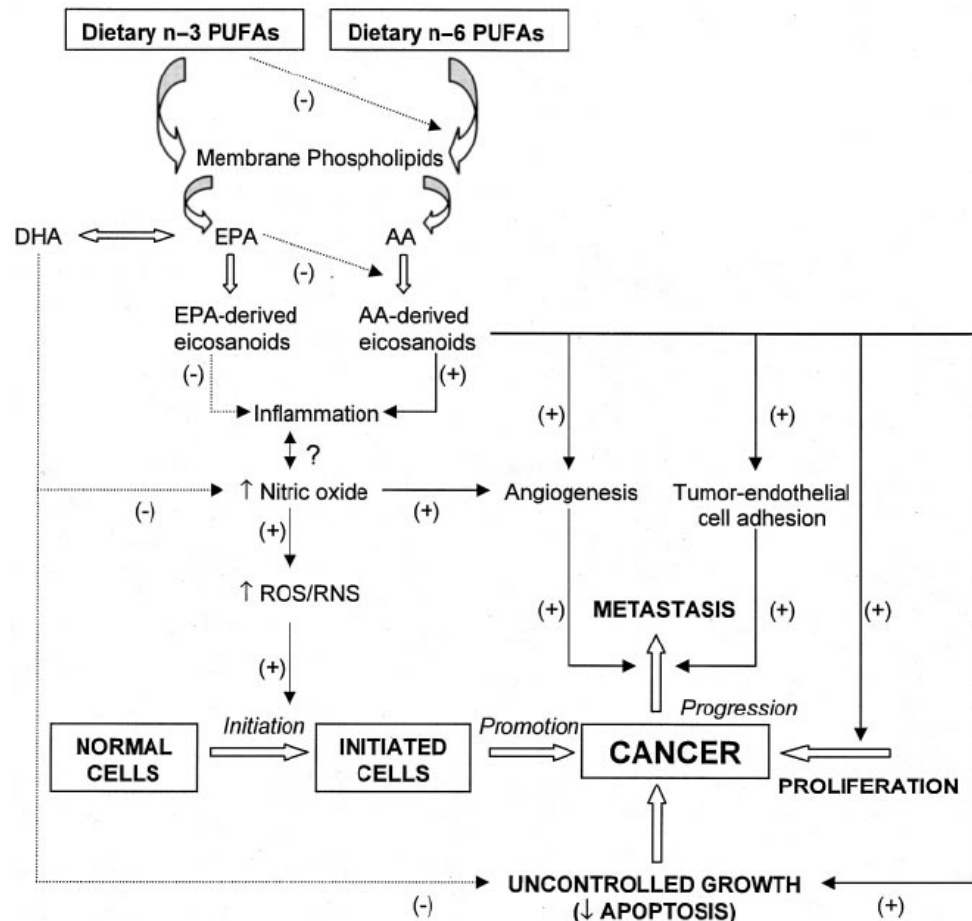 Dietary n–3 PUFAs
Dietary n–6 PUFAs
(-)
Membrane Phospholipids
DHA
EPA
AA
(-)
EPA-derived
eicosanoids
AA-derived
eicosanoids
(-)
(+)
Inflammation
?
(+)
(+)
↑ Nitric oxide
Angiogenesis
Tumor-endothelial
cell adhesion
(-)
(+)
(+)
↑ ROS/RNS
METASTASIS
(+)
(+)
(+)
(+)
Initiation
Promotion
Progression
NORMAL
CELLS
INITIATED
CELLS
CANCER
PROLIFERATION
UNCONTROLLED GROWTH
(↓ APOPTOSIS)
(-)
(+)